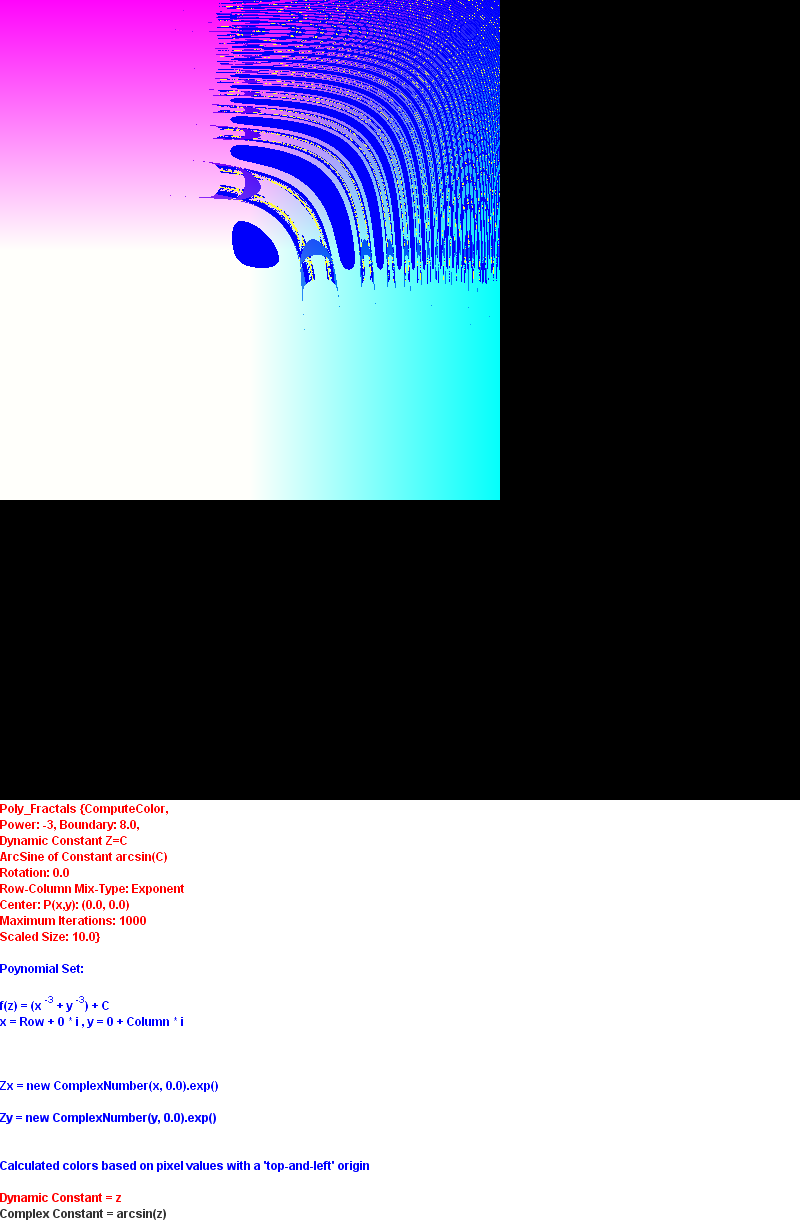 Poly_Fractals {ComputeColor,
Power: -3, Boundary: 8.0,
Dynamic Constant Z=C
ArcSine of Constant arcsin(C)
Rotation: 0.0
Row-Column Mix-Type: Exponent
Center: P(x,y): (0.0, 0.0)
Maximum Iterations: 1000
Scaled Size: 10.0}
Poynomial Set:
f(z) = (x -3 + y -3) + C
x = Row + 0 * i , y = 0 + Column * i
Zx = new ComplexNumber(x, 0.0).exp()
Zy = new ComplexNumber(y, 0.0).exp()
Calculated colors based on pixel values with a 'top-and-left' origin
Dynamic Constant = z
Complex Constant = arcsin(z)